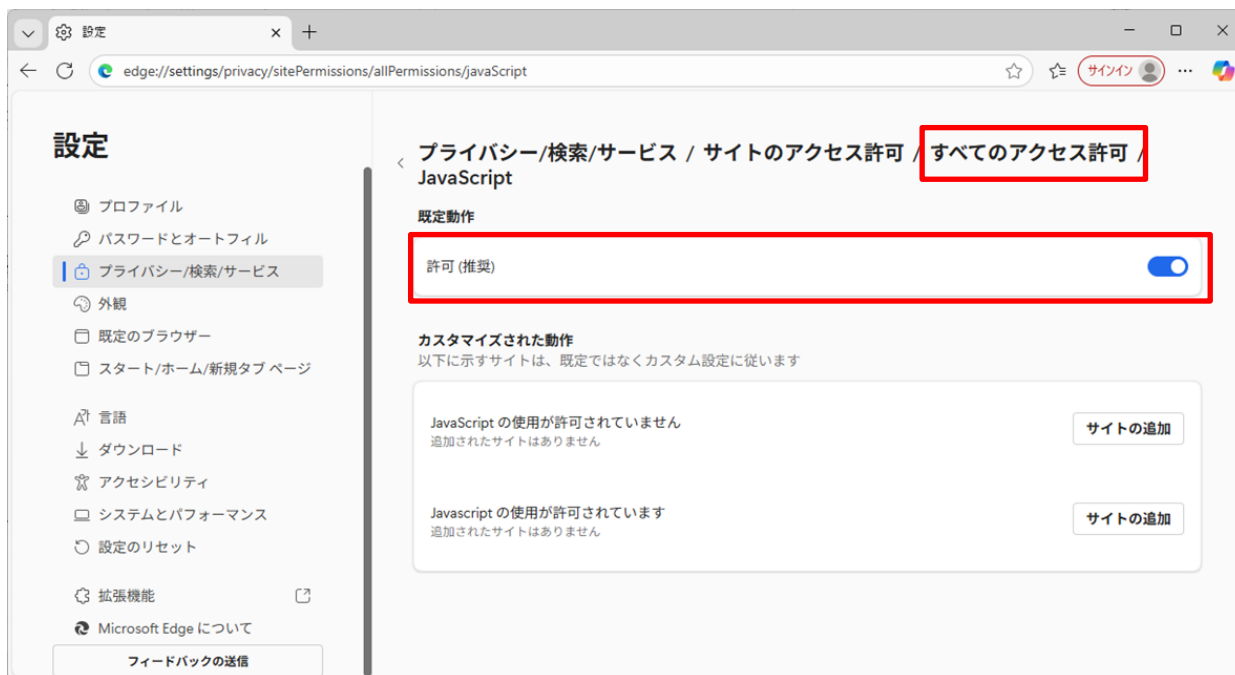 設定
edge://settings/privacy/sitePermissions/allPermissions/javaScript
サインイン
設定
プロファイル
パスワードとオートフィル
プライバシー/検索/サービス
外観
既定のブラウザー
スタート/ホーム/新規タブ ページ
言語
ダウンロード
アクセシビリティ
システムとパフォーマンス
設定のリセット
拡張機能
Microsoft Edge について
フィードバックの送信
プライバシー/検索/サービス / サイトのアクセス許可 / すべてのアクセス許可 /
JavaScript
既定動作
許可 (推奨)
カスタマイズされた動作
以下に示すサイトは、既定ではなくカスタム設定に従います
JavaScript の使用が許可されていません
追加されたサイトはありません
サイトの追加
Javascript の使用が許可されています
追加されたサイトはありません
サイトの追加